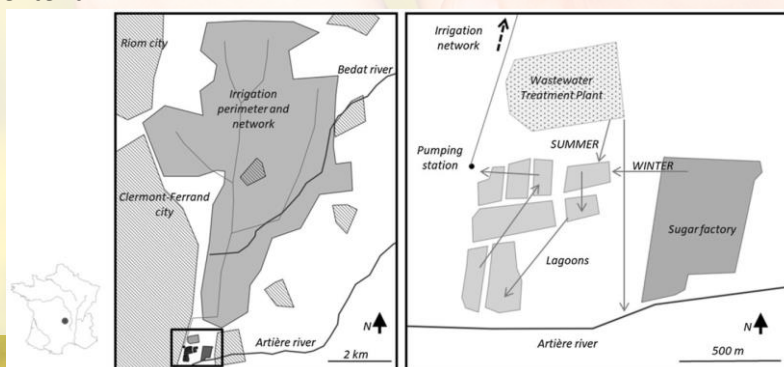 Riom city
Bedat river
Irrigation
perimeter and
network
Clermont-Ferrand
city
Artière river
N
2 km
Irrigation
network
Wastewater
Treatment Plant
SUMMER
Pumping
station
WINTER
Sugar factory
Lagoons
N
Artière river
500 m